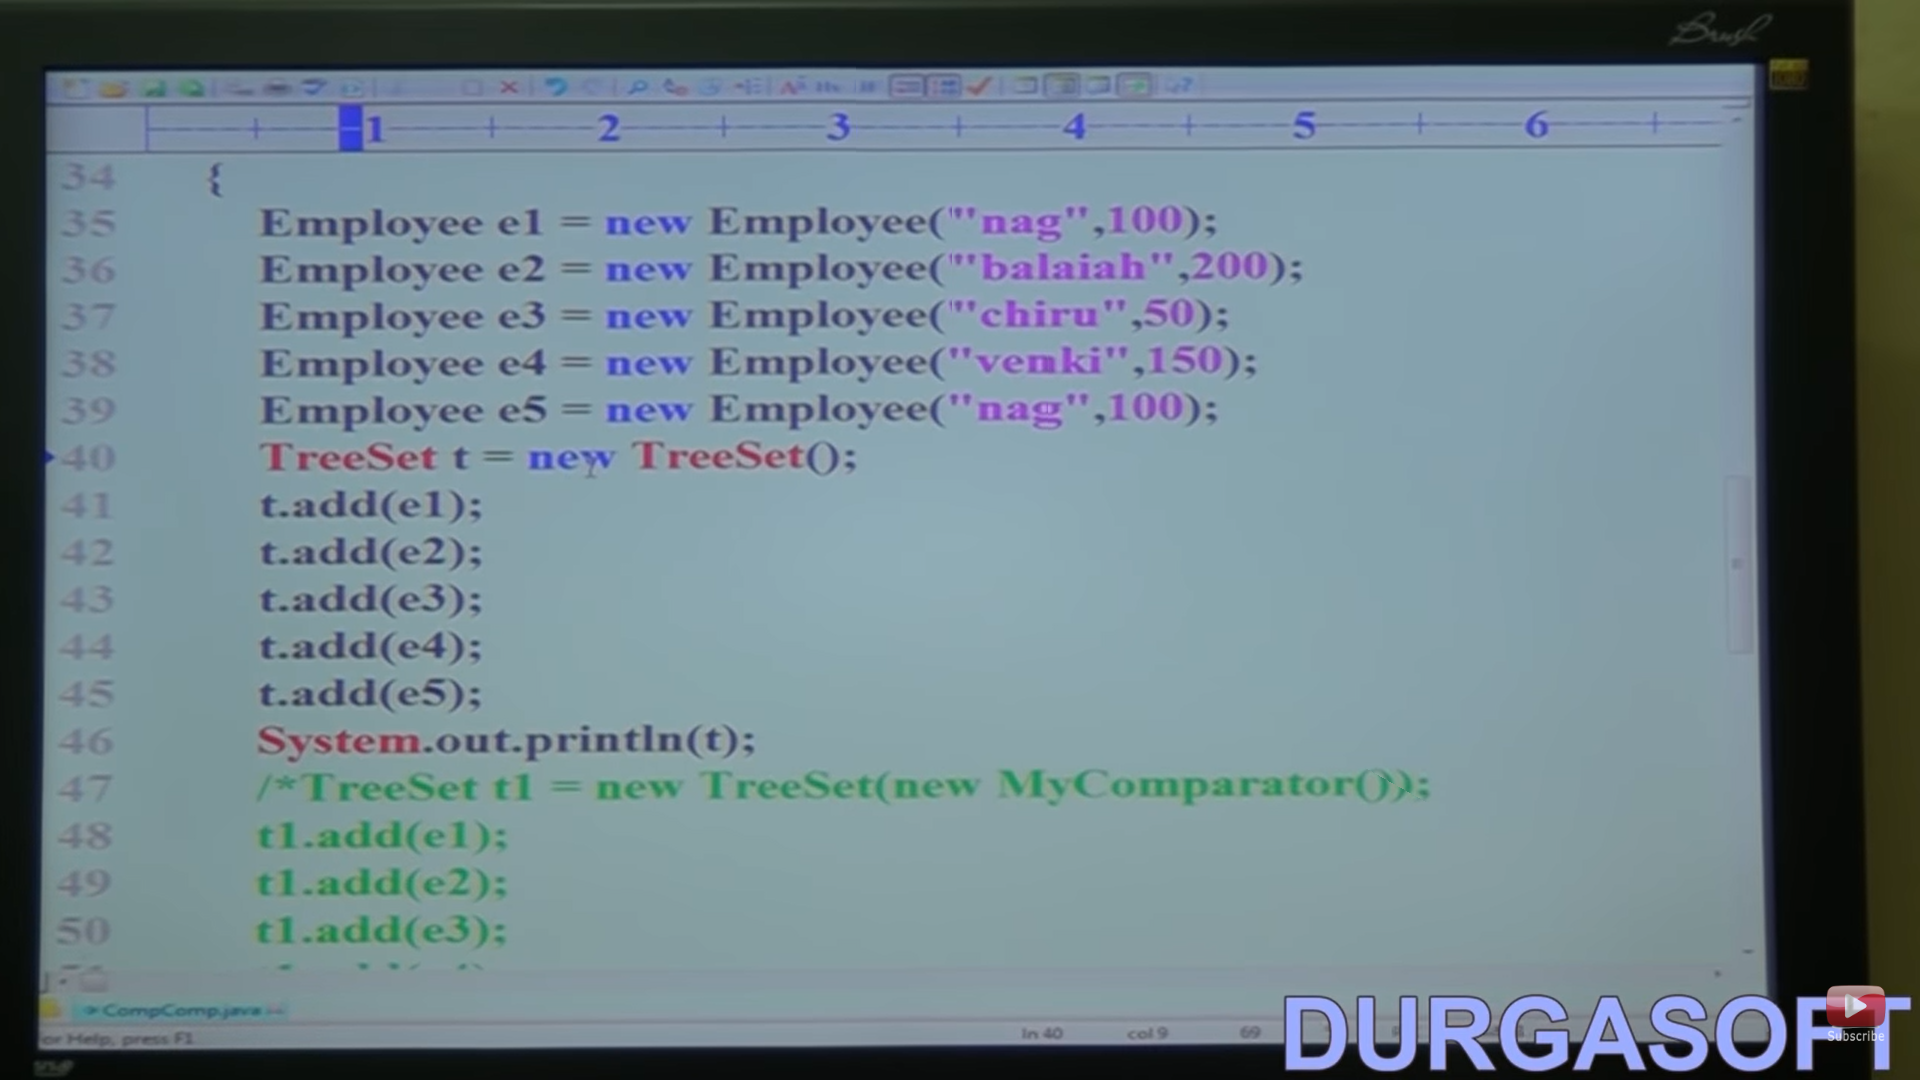 Brush
1 2 3 4 5 6
34 {
35 Employee e1 = new Employee("nag",100);
36 Employee e2 = new Employee("balaiah",200);
37 Employee e3 = new Employee("chiru",50);
38 Employee e4 = new Employee("venki",150);
39 Employee e5 = new Employee("nag",100);
40 TreeSet t = new TreeSet();
41 t.add(e1);
42 t.add(e2);
43 t.add(e3);
44 t.add(e4);
45 t.add(e5);
46 System.out.println(t);
47 /*TreeSet t1 = new TreeSet(new MyComparator());
48 t1.add(e1);
49 t1.add(e2);
50 t1.add(e3);
CompComp.java
or Help, press F1 ln 40 col 9 69
DURGASOFT
Subscribe